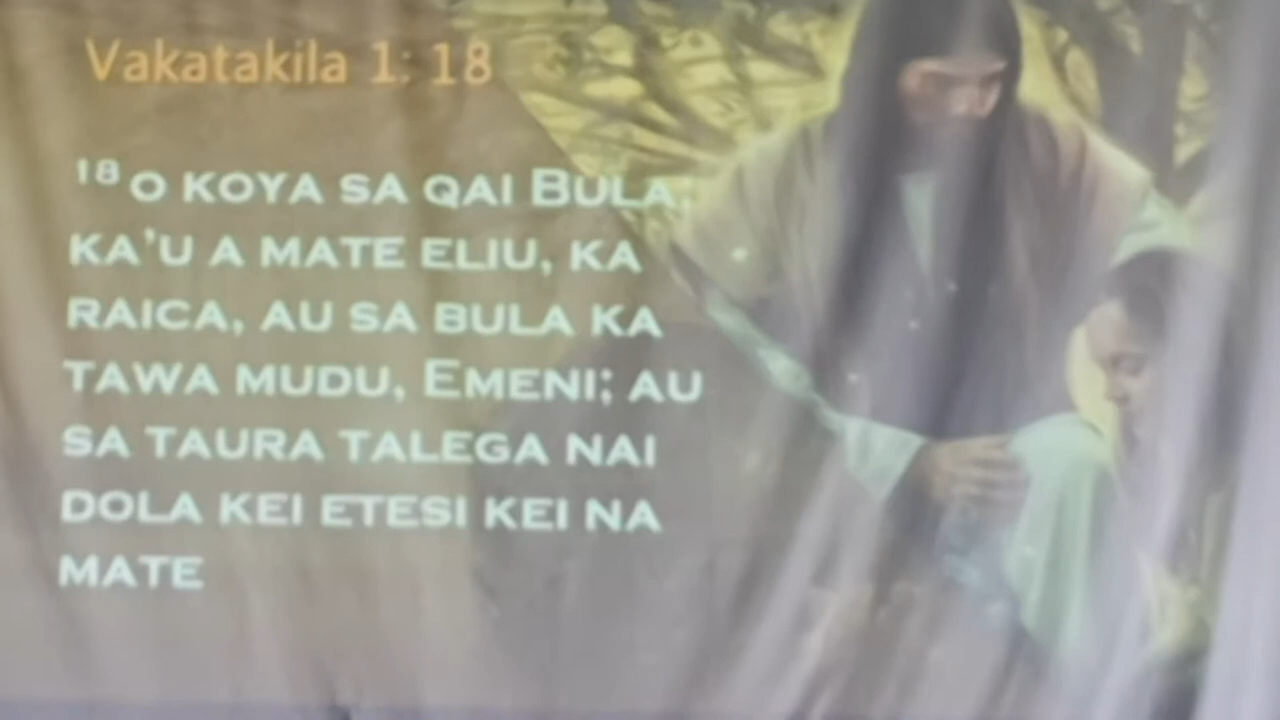 Vakatakila 1: 18
18 O KOYA SA QAI BULA,
KA'U A MATE ELIU, KA
RAICA, AU SA BULA KA
TAWA MUDU, EMENI; AU
SA TAURA TALEGA NAI
DOLA KEI ETESI KEI NA
MATE